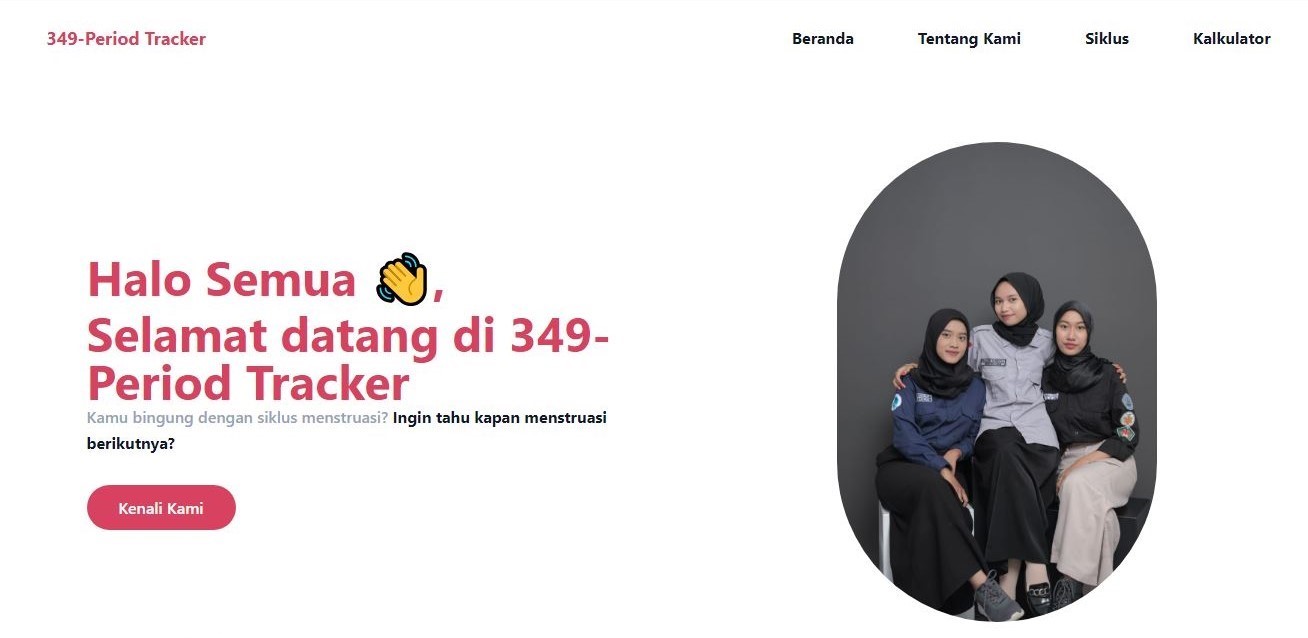 349-Period Tracker
Beranda
Tentang Kami
Siklus
Kalkulator
Halo Semua 👋,
Selamat datang di 349-
Period Tracker
Kamu bingung dengan siklus menstruasi? Ingin tahu kapan menstruasi
berikutnya?
Kenali Kami